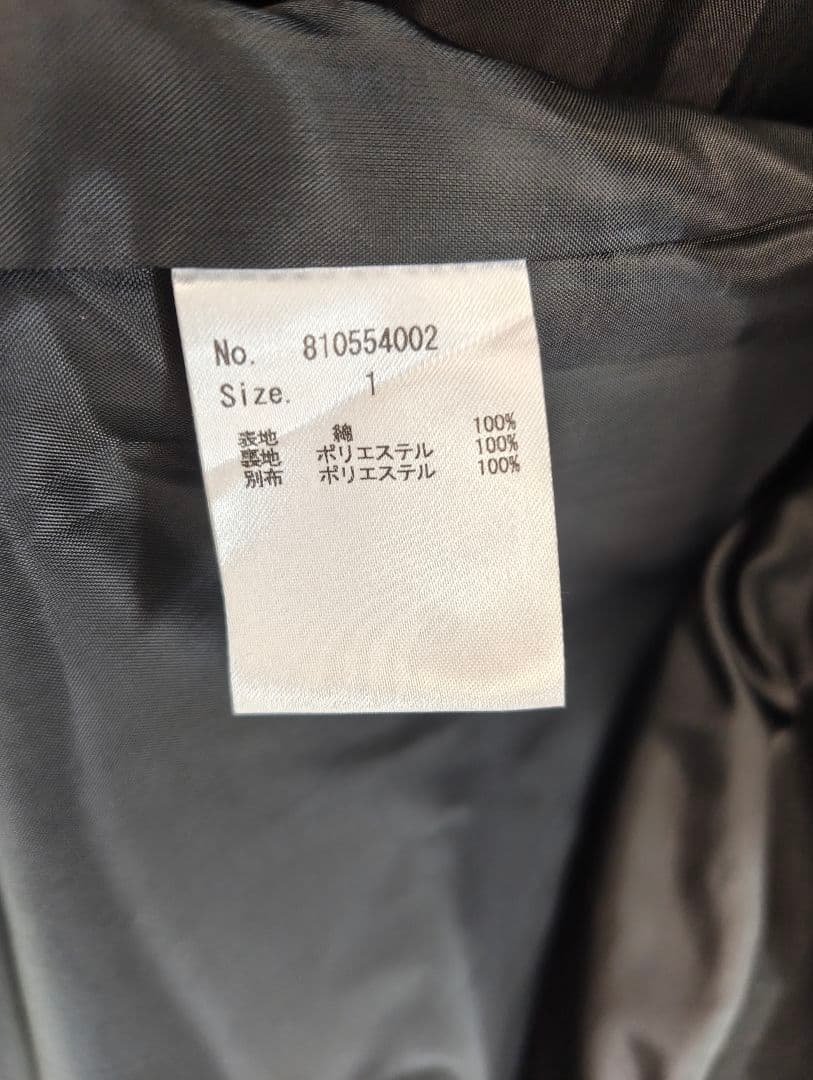 No. 810554002
Size. 1
表地 綿 100%
裏地 ポリエステル 100%
別布 ポリエステル 100%